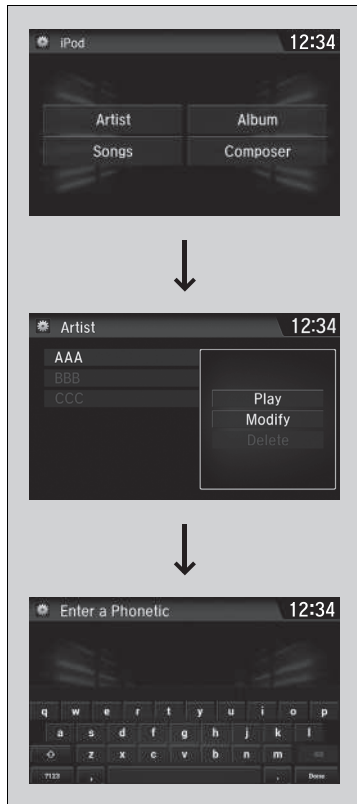 iPod 12:34
Artist Album
Songs Composer
Artist 12:34
AAA
BBB
CCC
Play
Modify
Delete
Enter a Phonetic 12:34
q w e r t y u i o p
a s d f g h j k l
z x c v b n m
?123 , . Done